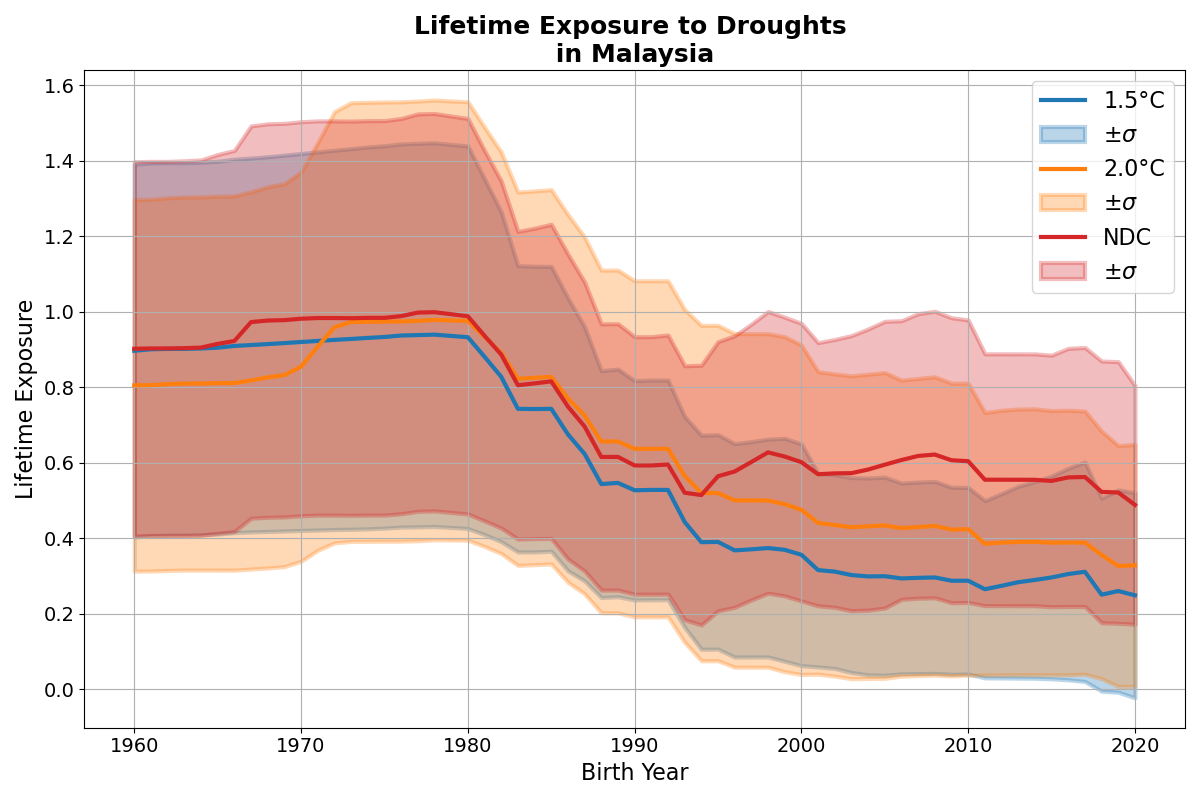 Lifetime Exposure to Droughts
in Malaysia
Lifetime Exposure
1.6
1.4
1.2
1.0
0.8
0.6
0.4
0.2
0.0
1.5°C
±σ
2.0°C
±σ
NDC
±σ
1960 1970 1980 1990 2000 2010 2020
Birth Year